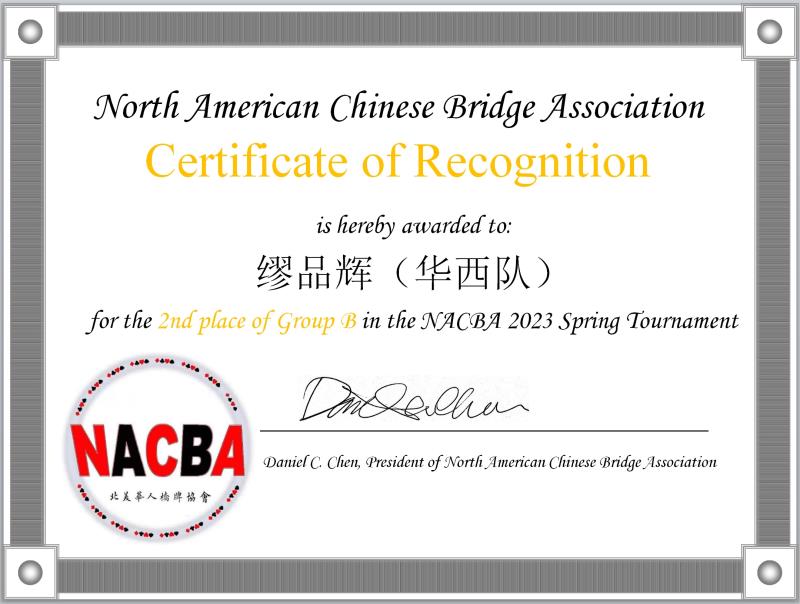 North American Chinese Bridge Association
Certificate of Recognition
is hereby awarded to:
缪品辉（华西队）
for the 2nd place of Group B in the NACBA 2023 Spring Tournament
NACBA
北美華人橋牌協會
Daniel C. Chen, President of North American Chinese Bridge Association